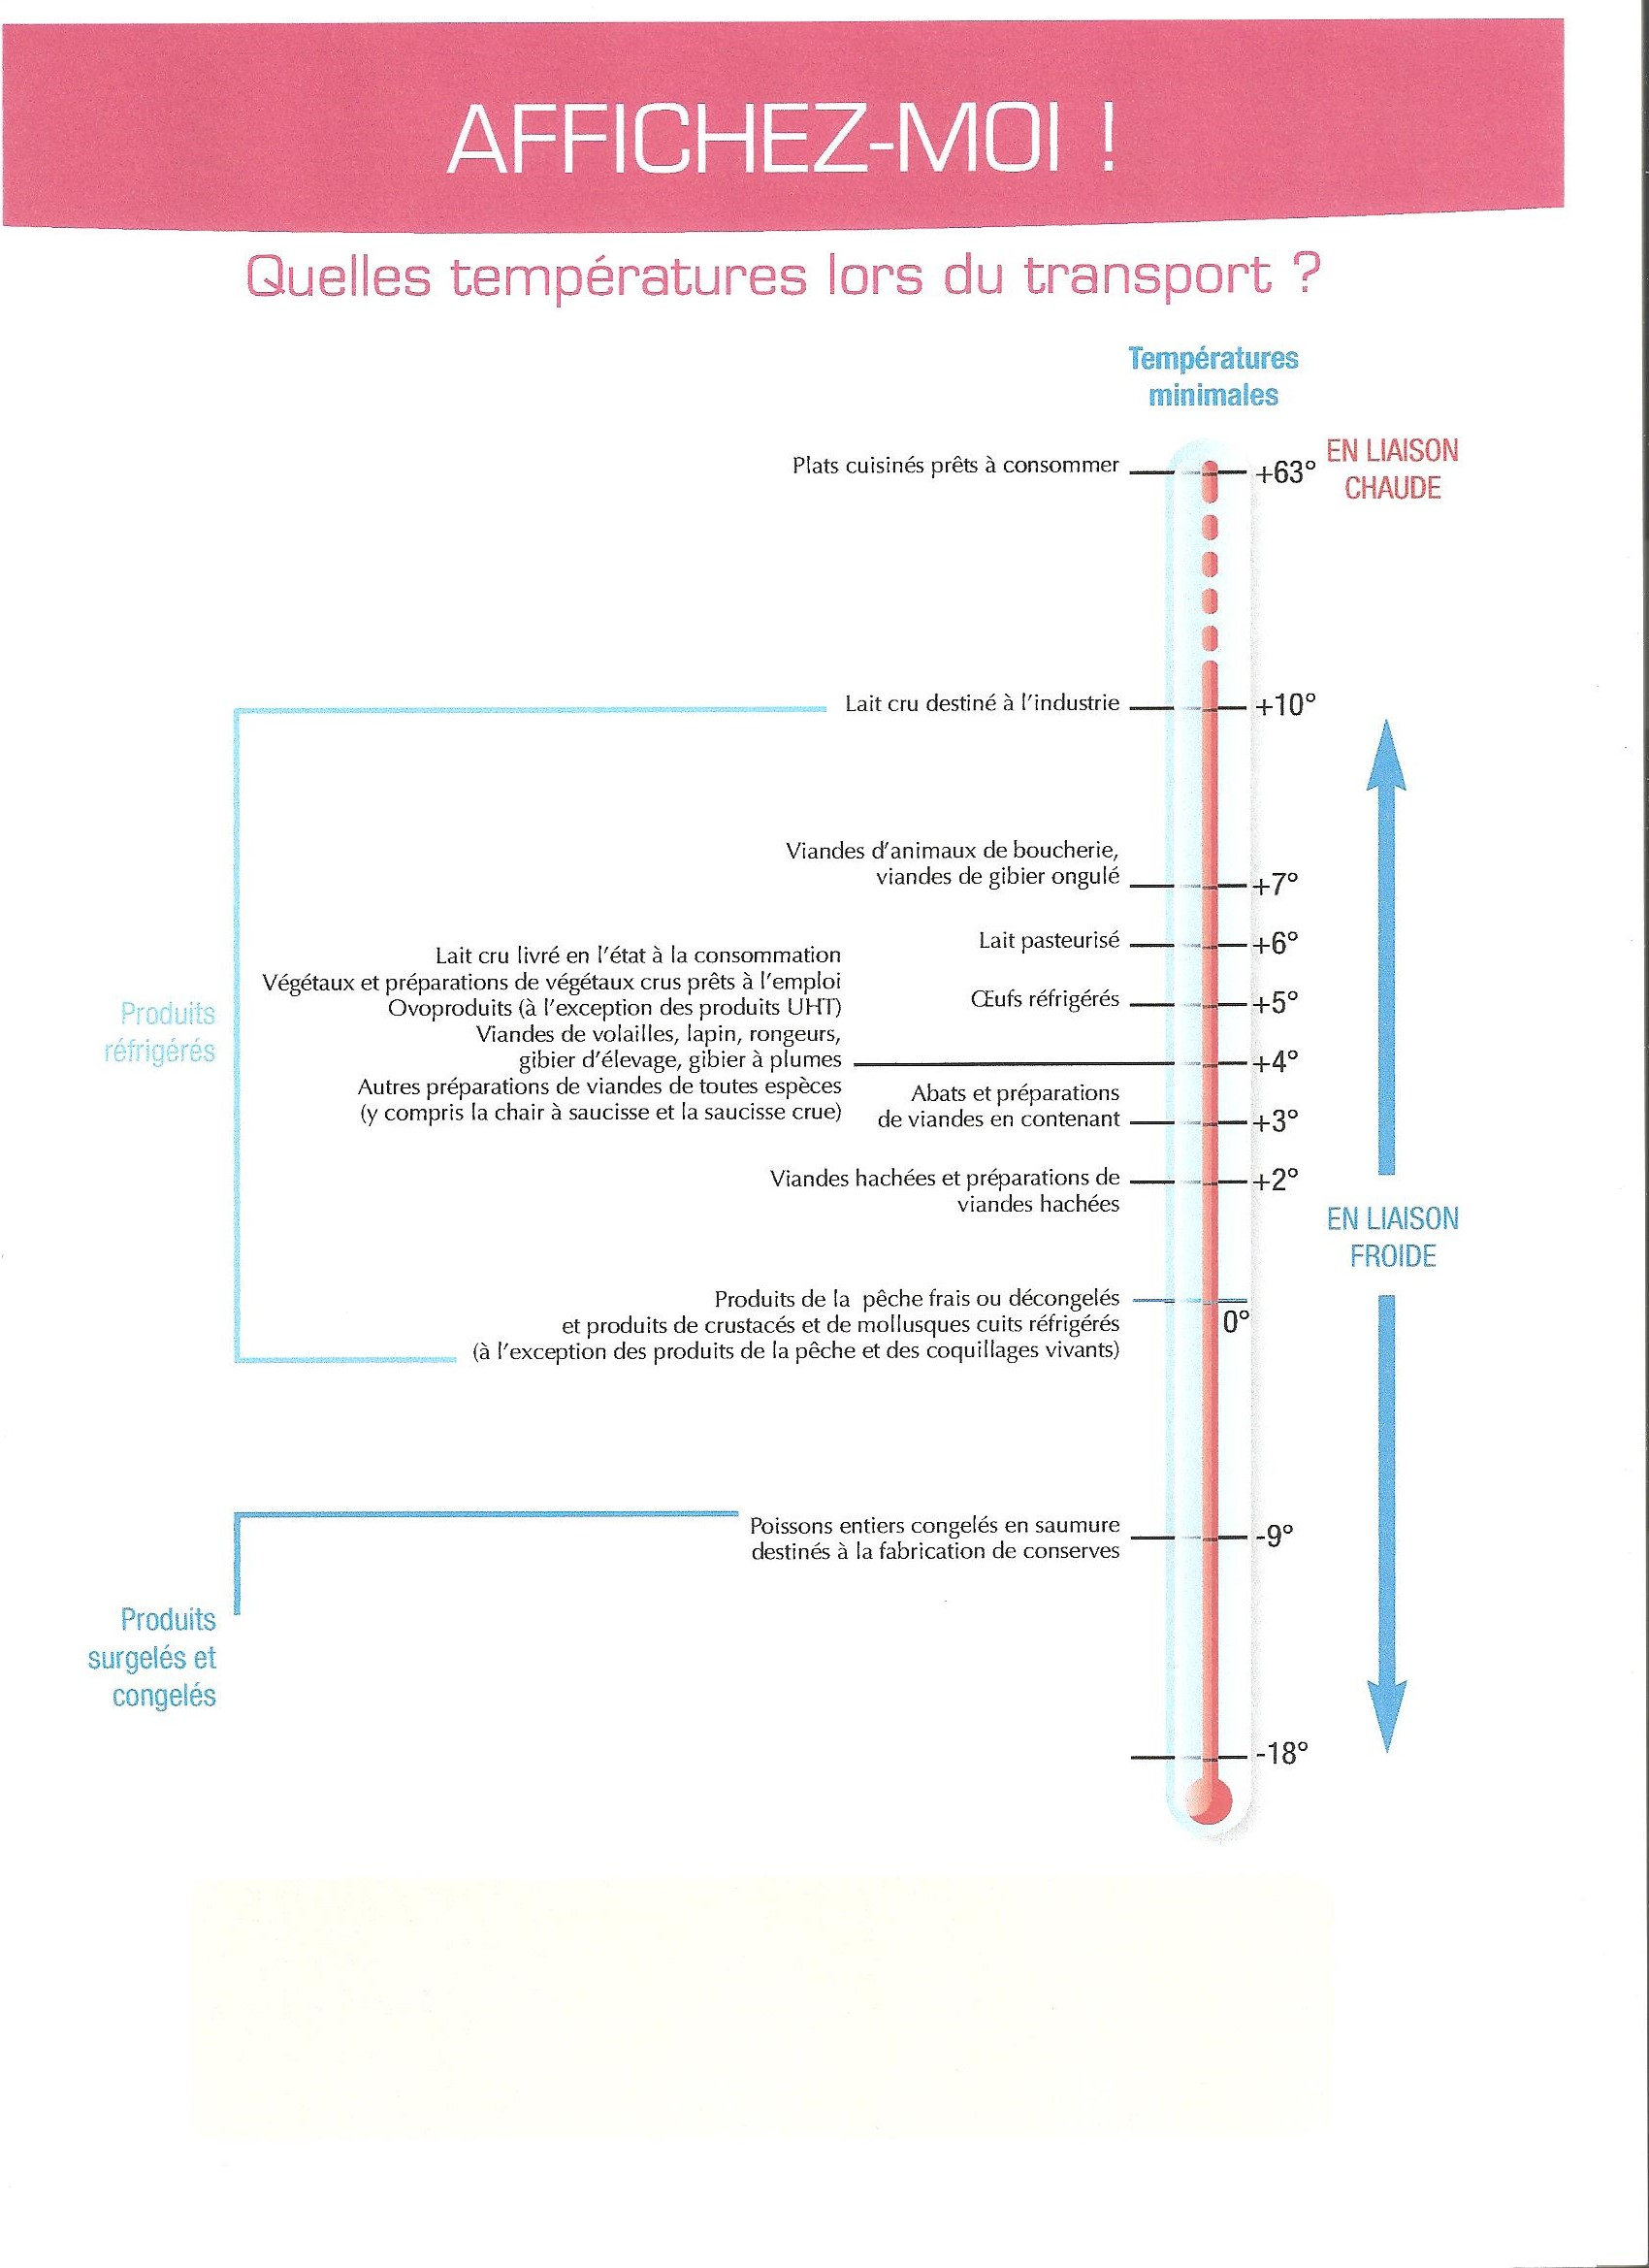 AFFICHEZ-MOI !
Quelles températures lors du transport ?
Températures
minimales
Plats cuisinés prêts à consommer
+63°
EN LIAISON
CHAUDE
Lait cru destiné à l'industrie
+10°
Viandes d'animaux de boucherie,
viandes de gibier ongulé
+7°
Lait pasteurisé
+6°
Lait cru livré en l'état à la consommation
Végétaux et préparations de végétaux crus prêts à l'emploi
Ovoproduits (à l'exception des produits UHT)
Viandes de volailles, lapin, rongeurs,
gibier d'élevage, gibier à plumes
Autres préparations de viandes de toutes espèces
(y compris la chair à saucisse et la saucisse crue)
Œufs réfrigérés
+5°
+4°
Produits
réfrigérés
Abats et préparations
de viandes en contenant
+3°
Viandes hachées et préparations de
viandes hachées
+2°
EN LIAISON
FROIDE
Produits de la pêche frais ou décongelés
et produits de crustacés et de mollusques cuits réfrigérés
(à l'exception des produits de la pêche et des coquillages vivants)
0°
Poissons entiers congelés en saumure
destinés à la fabrication de conserves
-9°
Produits
surgelés et
congelés
-18°